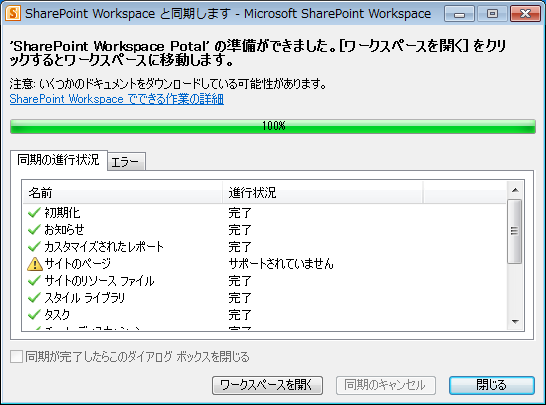 SharePoint Workspace と同期します - Microsoft SharePoint Workspace
'SharePoint Workspace Potal' の準備ができました。[ワークスペースを開く] をクリ
ックするとワークスペースに移動します。
注意: いくつかのドキュメントをダウンロードしている可能性があります。
SharePoint Workspace でできる作業の詳細
100%
同期の進行状況 エラー
名前 進行状況
初期化 完了
お知らせ 完了
カスタマイズされたレポート 完了
サイトのページ サポートされていません
サイトのリソース ファイル 完了
スタイル ライブラリ 完了
タスク 完了
同期が完了したらこのダイアログ ボックスを閉じる
ワークスペースを開く 同期のキャンセル 閉じる